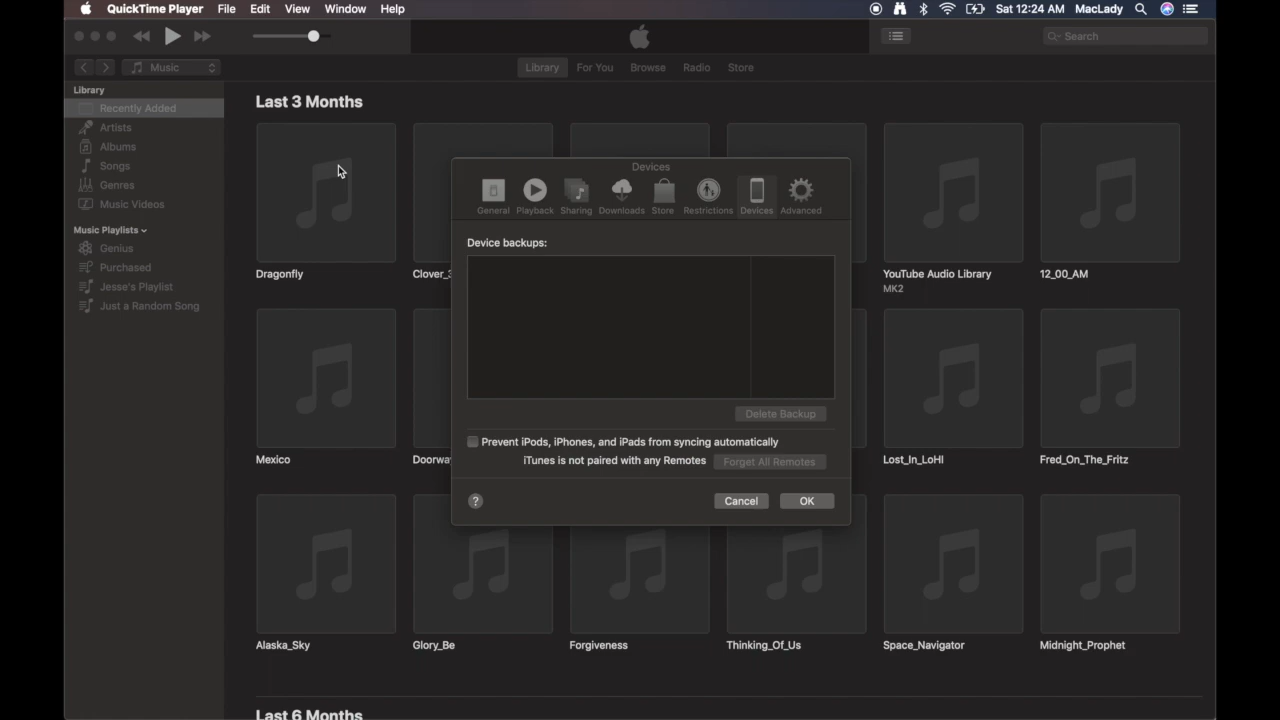 QuickTime Player File Edit View Window Help Sat 12:24 AM MacLady
Search
Music Library For You Browse Radio Store
Library
Recently Added
Artists
Albums
Songs
Genres
Music Videos
Music Playlists
Genius
Purchased
Jesse's Playlist
Just a Random Song
Last 3 Months
Dragonfly
YouTube Audio Library
MK2
12_00_AM
Mexico
Lost_In_LoHI
Fred_On_The_Fritz
Alaska_Sky
Glory_Be
Forgiveness
Thinking_Of_Us
Space_Navigator
Midnight_Prophet
Last 6 Months
Devices
General Playback Sharing Downloads Store Restrictions Devices Advanced
Device backups:
Delete Backup
Prevent iPods, iPhones, and iPads from syncing automatically
iTunes is not paired with any Remotes Forget All Remotes
? Cancel OK